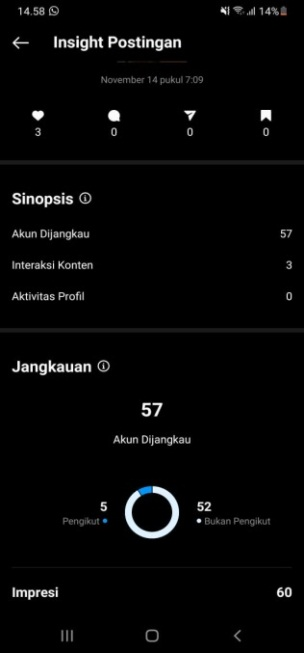 14.58 14%
Insight Postingan
November 14 pukul 7:09
3 0 0 0
Sinopsis
Akun Dijangkau 57
Interaksi Konten 3
Aktivitas Profil 0
Jangkauan
57
Akun Dijangkau
5 52
Pengikut Bukan Pengikut
Impresi 60